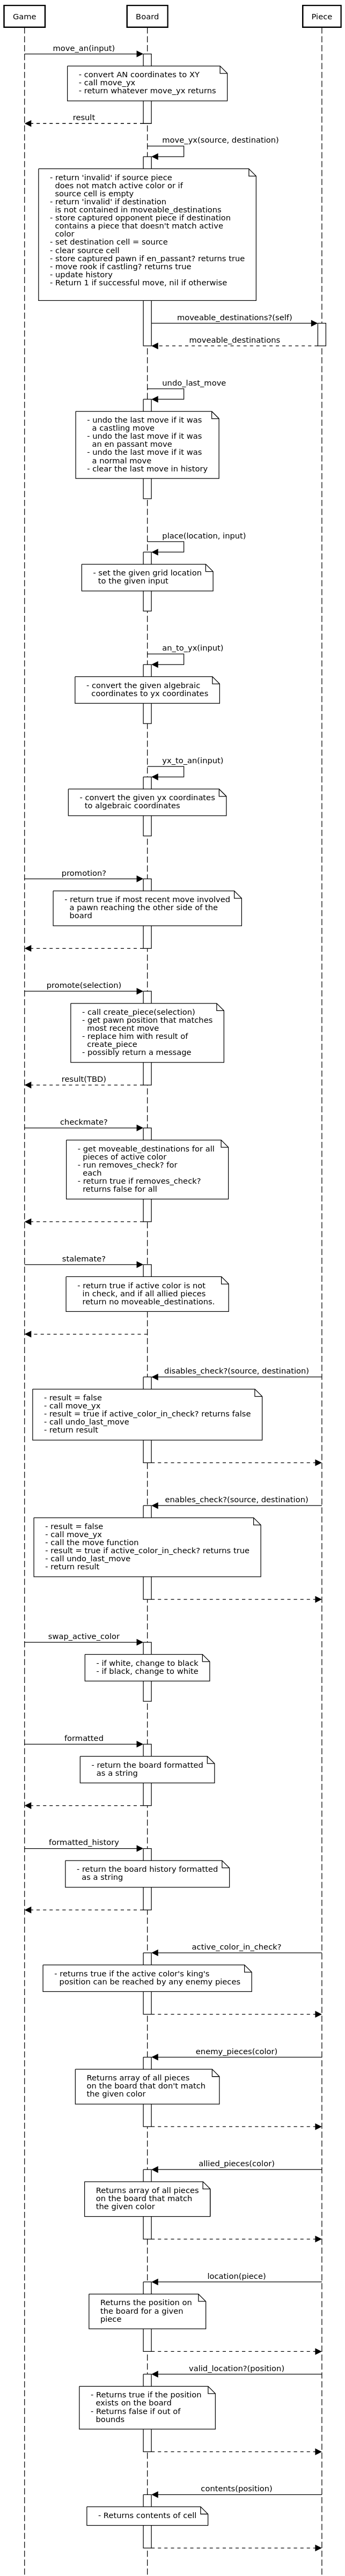 Game
Board
Piece
move_an(input)
- convert AN coordinates to XY
- call move_yx
- return whatever move_yx returns
result
move_yx(source, destination)
- return 'invalid' if source piece
does not match active color or if
source cell is empty
- return 'invalid' if destination
is not contained in moveable_destinations
- store captured opponent piece if destination
contains a piece that doesn't match active
color
- set destination cell = source
- clear source cell
- store captured pawn if en_passant? returns true
- move rook if castling? returns true
- update history
- Return 1 if successful move, nil if otherwise
moveable_destinations?(self)
moveable_destinations
undo_last_move
- undo the last move if it was
a castling move
- undo the last move if it was
an en passant move
- undo the last move if it was
a normal move
- clear the last move in history
place(location, input)
- set the given grid location
to the given input
an_to_yx(input)
- convert the given algebraic
coordinates to yx coordinates
yx_to_an(input)
- convert the given yx coordinates
to algebraic coordinates
promotion?
- return true if most recent move involved
a pawn reaching the other side of the
board
promote(selection)
- call create_piece(selection)
- get pawn position that matches
most recent move
- replace him with result of
create_piece
- possibly return a message
result(TBD)
checkmate?
- get moveable_destinations for all
pieces of active color
- run removes_check? for
each
- return true if removes_check?
returns false for all
stalemate?
- return true if active color is not
in check, and if all allied pieces
return no moveable_destinations.
disables_check?(source, destination)
- result = false
- call move_yx
- result = true if active_color_in_check? returns false
- call undo_last_move
- return result
enables_check?(source, destination)
- result = false
- call move_yx
- call the move function
- result = true if active_color_in_check? returns true
- call undo_last_move
- return result
swap_active_color
- if white, change to black
- if black, change to white
formatted
- return the board formatted
as a string
formatted_history
- return the board history formatted
as a string
active_color_in_check?
- returns true if the active color's king's
position can be reached by any enemy pieces
enemy_pieces(color)
Returns array of all pieces
on the board that don't match
the given color
allied_pieces(color)
Returns array of all pieces
on the board that match
the given color
location(piece)
Returns the position on
the board for a given
piece
valid_location?(position)
- Returns true if the position
exists on the board
- Returns false if out of
bounds
contents(position)
- Returns contents of cell